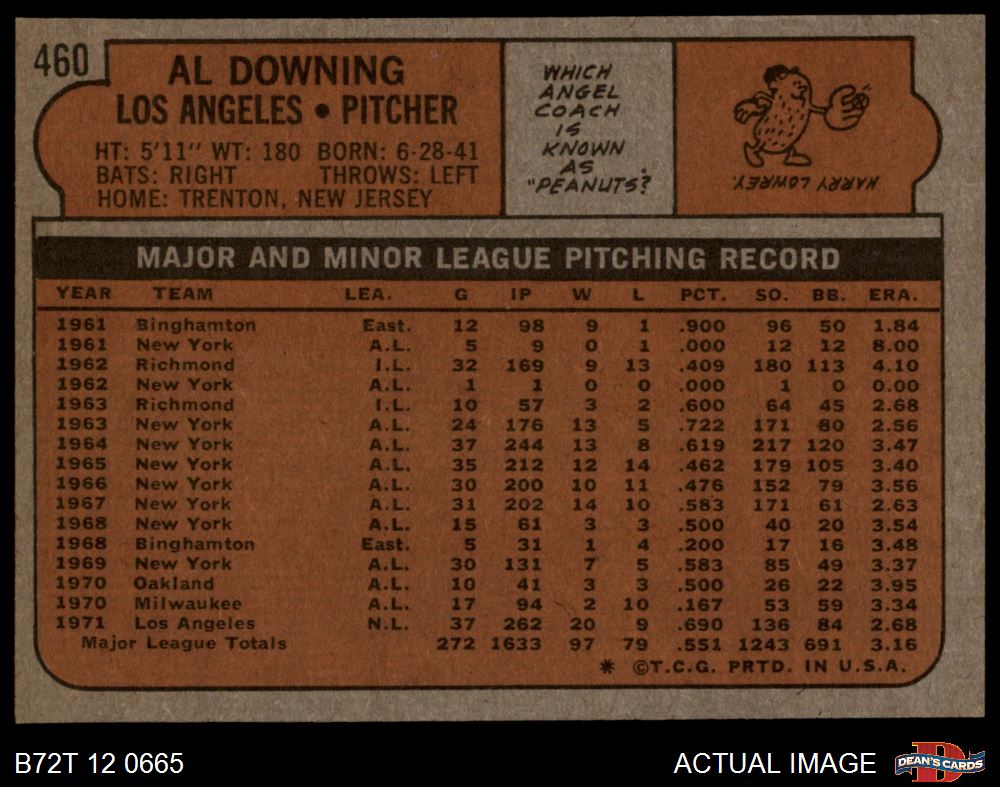 460
AL DOWNING
LOS ANGELES • PITCHER
HT: 5'11" WT: 180 BORN: 6-28-41
BATS: RIGHT THROWS: LEFT
HOME: TRENTON, NEW JERSEY
WHICH
ANGEL
COACH
IS
KNOWN
AS
"PEANUTS?
HARRY LOWREY.
MAJOR AND MINOR LEAGUE PITCHING RECORD
YEAR TEAM LEA. G IP W L PCT. SO. BB. ERA.
1961 Binghamton East. 12 98 9 1 .900 96 50 1.84
1961 New York A.L. 5 9 0 1 .000 12 12 8.00
1962 Richmond I.L. 32 169 9 13 .409 180 113 4.10
1962 New York A.L. 1 1 0 0 .000 1 0 0.00
1963 Richmond I.L. 10 57 3 2 .600 64 45 2.68
1963 New York A.L. 24 176 13 5 .722 171 80 2.56
1964 New York A.L. 37 244 13 8 .619 217 120 3.47
1965 New York A.L. 35 212 12 14 .462 179 105 3.40
1966 New York A.L. 30 200 10 11 .476 152 79 3.56
1967 New York A.L. 31 202 14 10 .583 171 61 2.63
1968 New York A.L. 15 61 3 3 .500 40 20 3.54
1968 Binghamton East. 5 31 1 4 .200 17 16 3.48
1969 New York A.L. 30 131 7 5 .583 85 49 3.37
1970 Oakland A.L. 10 41 3 3 .500 26 22 3.95
1970 Milwaukee A.L. 17 94 2 10 .167 53 59 3.34
1971 Los Angeles N.L. 37 262 20 9 .690 136 84 2.68
Major League Totals 272 1633 97 79 .551 1243 691 3.16
* ©T.C.G. PRTD. IN U.S.A.
B72T 12 0665
ACTUAL IMAGE
D
DEAN'S CARDS